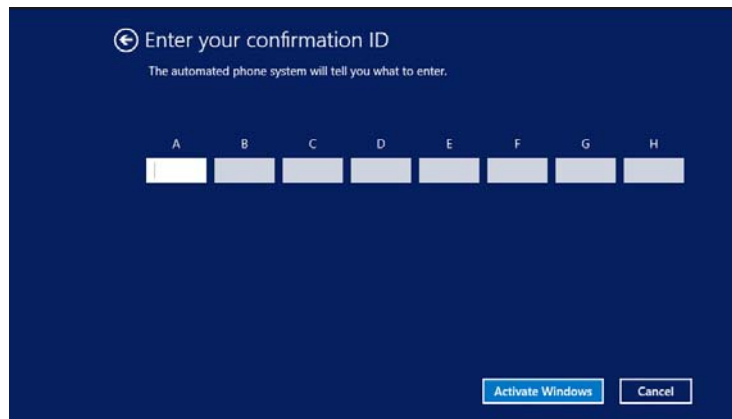 Enter your confirmation ID
The automated phone system will tell you what to enter.
A B C D E F G H
Activate Windows Cancel